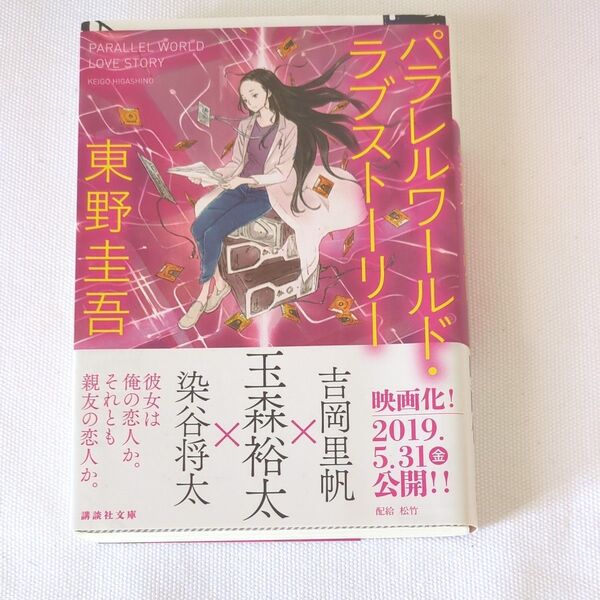 PARALLEL WORLD
LOVE STORY
KEIGO HIGASHINO
パラレルワールド・
ラブストーリー
東野圭吾
映画化!
2019.
5.31㊎
公開!!
配給 松竹
吉岡里帆
×
玉森裕太
×
染谷将太
彼女は
俺の恋人か。
それとも
親友の恋人か。
講談社文庫